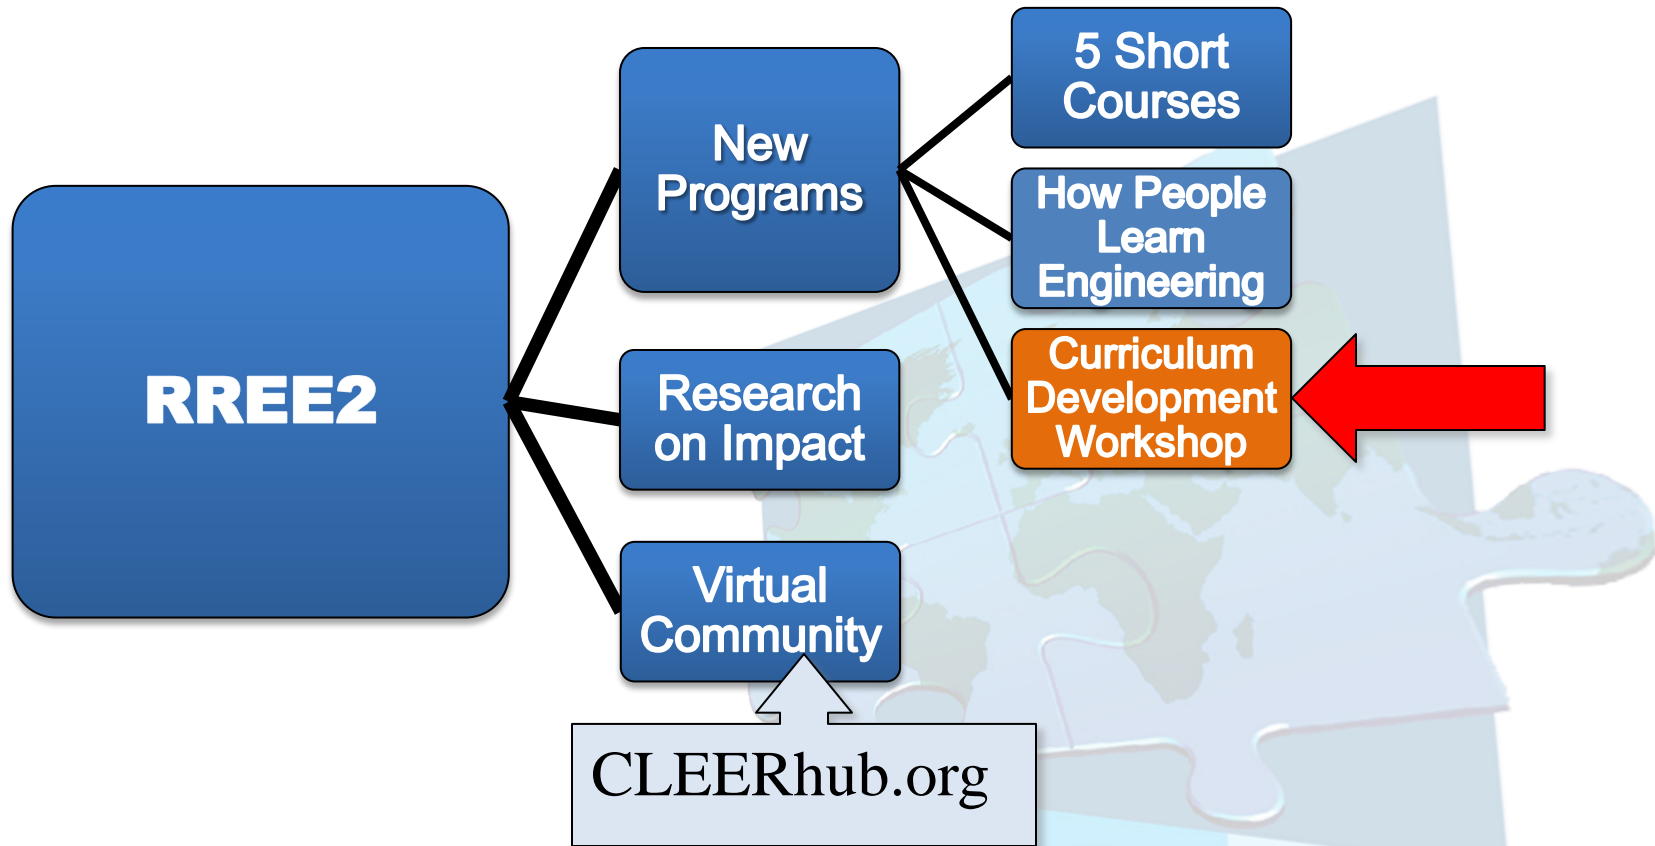 RREE2
New
Programs
Research
on Impact
Virtual
Community
5 Short
Courses
How People
Learn
Engineering
Curriculum
Development
Workshop
CLEERhub.org